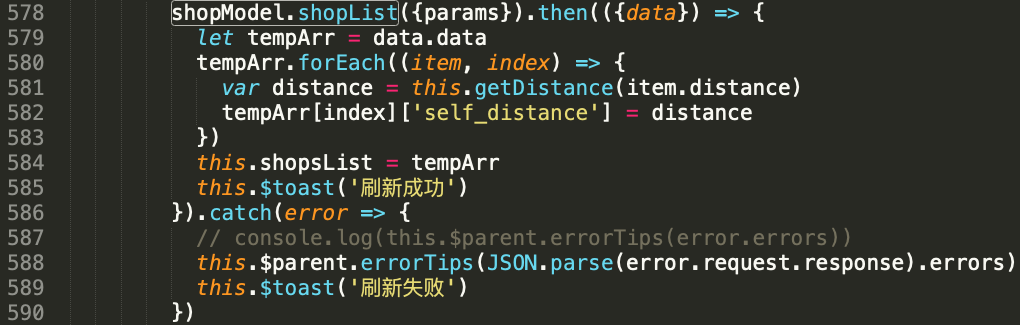 578 shopModel.shopList({params}).then(({data}) => {
579 let tempArr = data.data
580 tempArr.forEach((item, index) => {
581 var distance = this.getDistance(item.distance)
582 tempArr[index]['self_distance'] = distance
583 })
584 this.shopsList = tempArr
585 this.$toast('刷新成功')
586 }).catch(error => {
587 // console.log(this.$parent.errorTips(error.errors))
588 this.$parent.errorTips(JSON.parse(error.request.response).errors)
589 this.$toast('刷新失败')
590 })